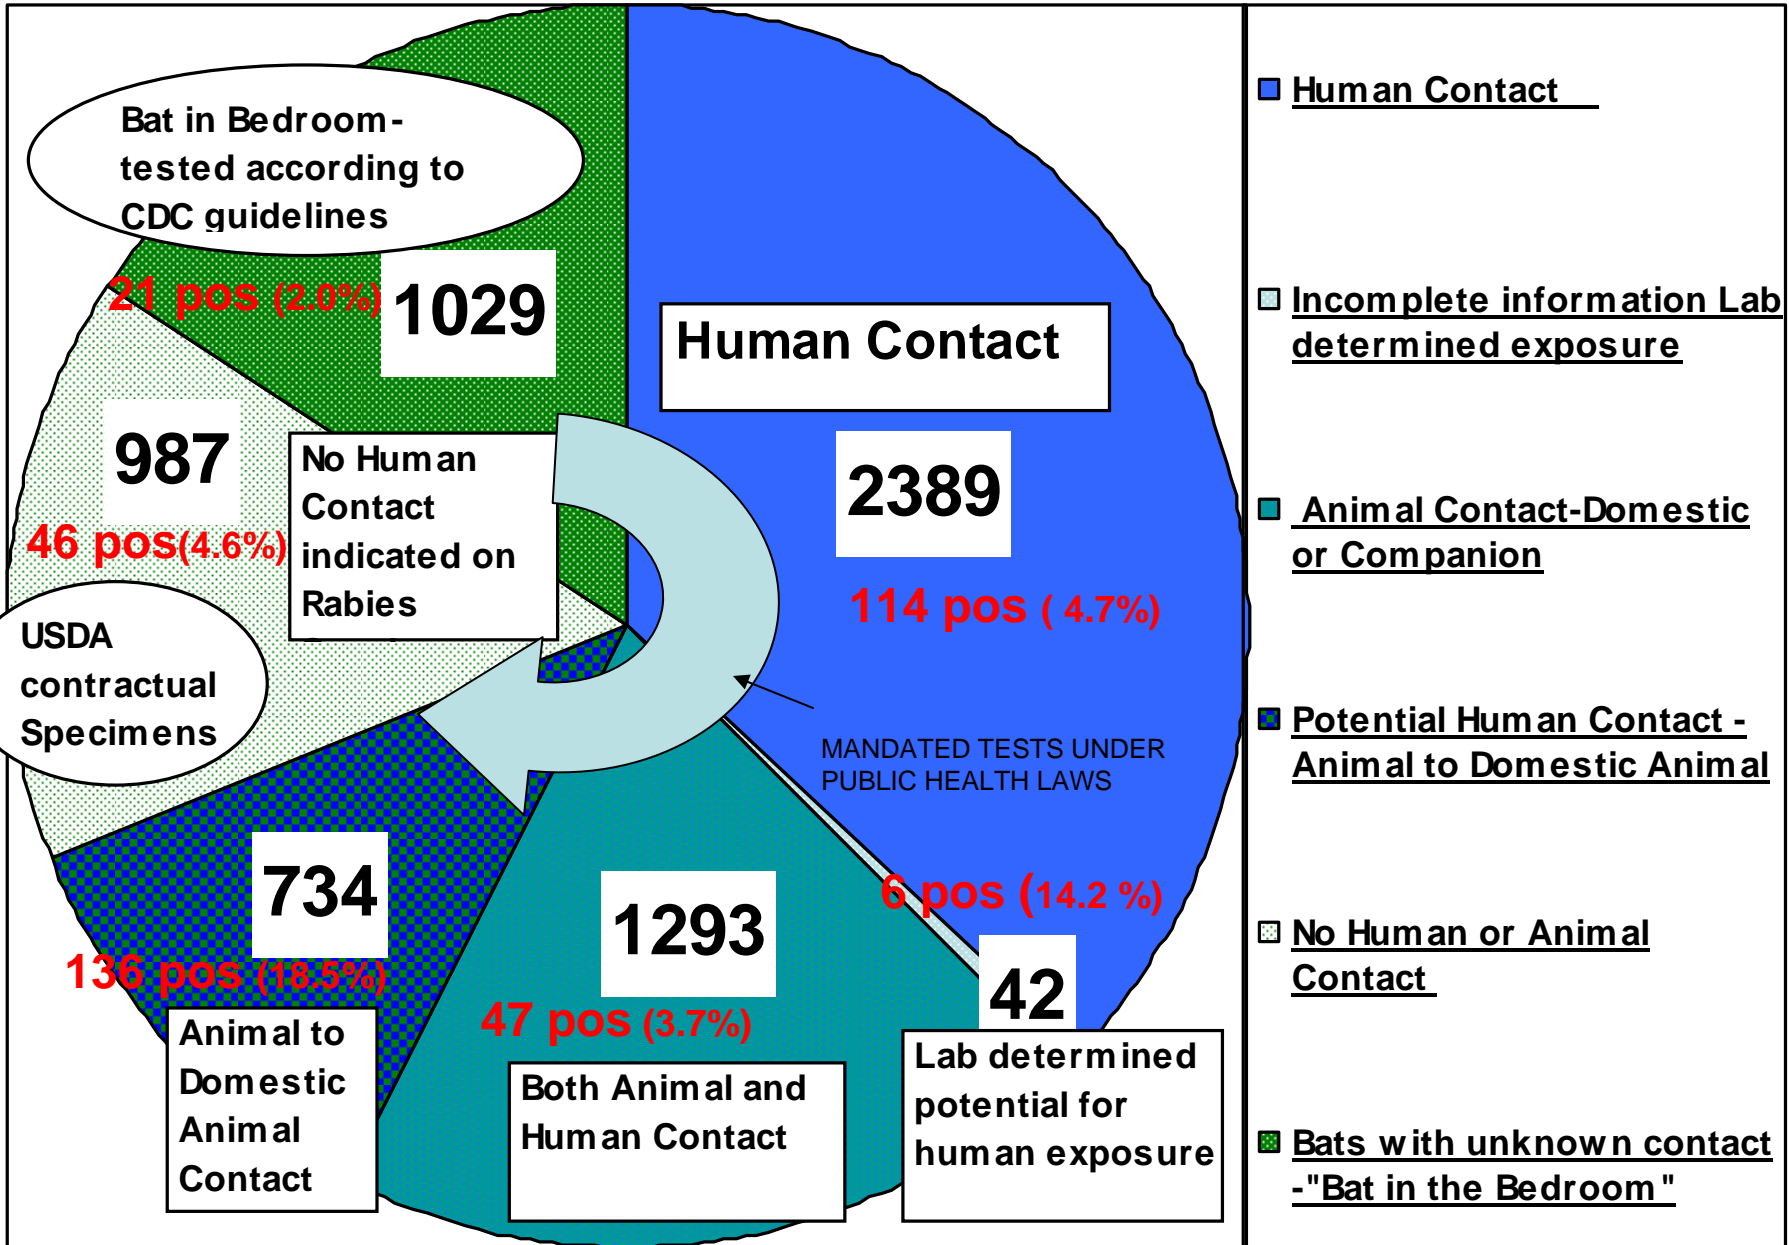 Bat in Bedroom-
tested according to
CDC guidelines
21 pos (2.0%)
1029
Human Contact
2389
114 pos ( 4.7%)
987
46 pos(4.6%)
No Human
Contact
indicated on
Rabies
USDA
contractual
Specimens
MANDATED TESTS UNDER
PUBLIC HEALTH LAWS
734
136 pos (18.5%)
Animal to
Domestic
Animal
Contact
1293
47 pos (3.7%)
Both Animal and
Human Contact
6 pos (14.2 %)
42
Lab determined
potential for
human exposure
Human Contact
Incomplete information Lab
determined exposure
Animal Contact-Domestic
or Companion
Potential Human Contact -
Animal to Domestic Animal
No Human or Animal
Contact
Bats with unknown contact
-"Bat in the Bedroom"